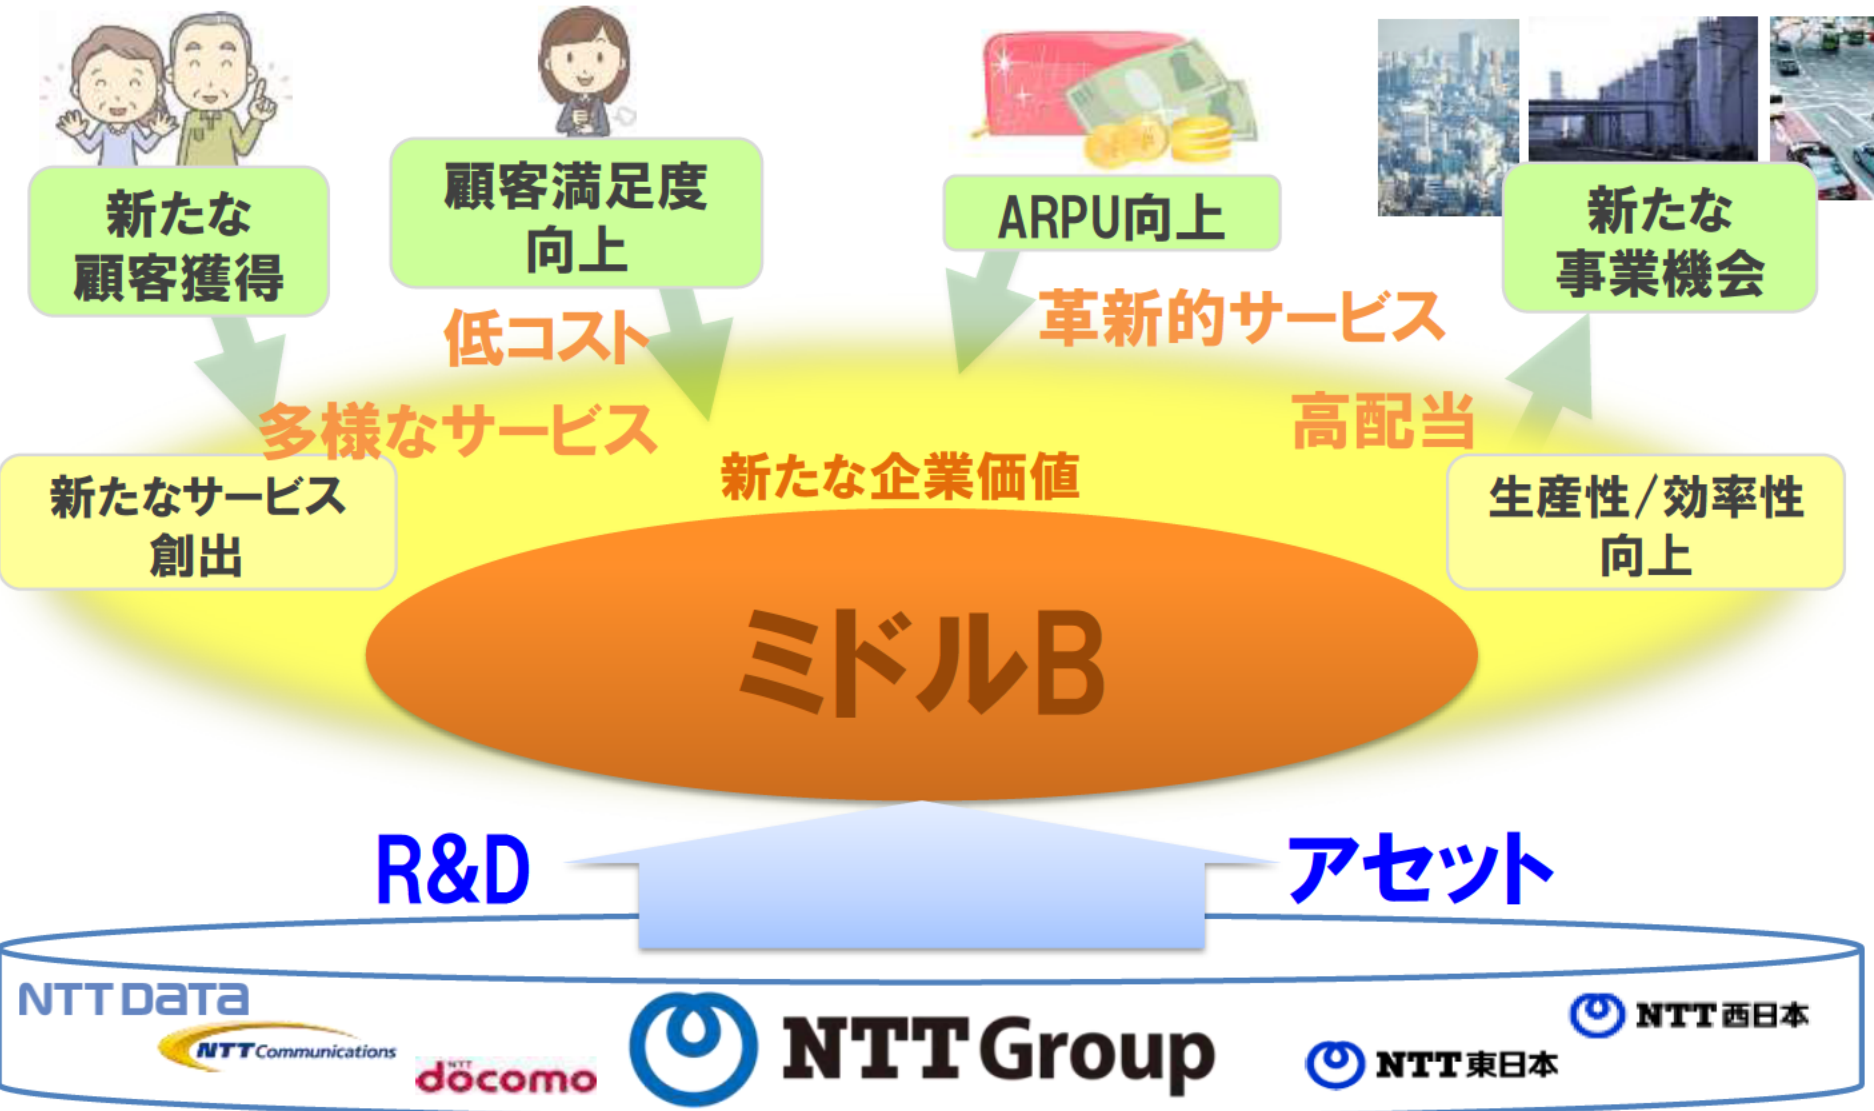 新たな
顧客獲得
顧客満足度
向上
ARPU向上
新たな
事業機会
低コスト
革新的サービス
多様なサービス
高配当
新たなサービス
創出
新たな企業価値
生産性/効率性
向上
ミドルB
R&D
アセット
NTT DATA
NTT Communications
NTT
docomo
NTT Group
NTT東日本
NTT西日本